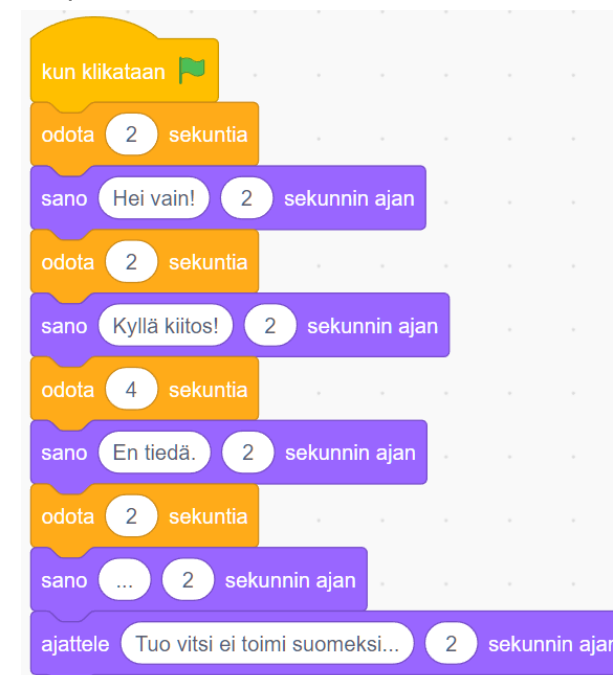 kun klikataan
odota 2 sekuntia
sano Hei vain! 2 sekunnin ajan
odota 2 sekuntia
sano Kyllä kiitos! 2 sekunnin ajan
odota 4 sekuntia
sano En tiedä. 2 sekunnin ajan
odota 2 sekuntia
sano ... 2 sekunnin ajan
ajattele Tuo vitsi ei toimi suomeksi... 2 sekunnin ajan